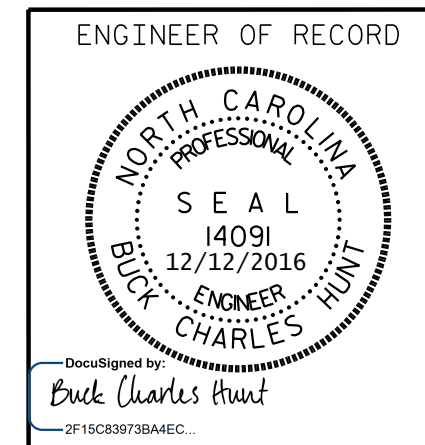 ENGINEER OF RECORD
NORTH CAROLINA
PROFESSIONAL
SEAL
14091
12/12/2016
ENGINEER
BUCK CHARLES HUNT
DocuSigned by:
Buck Charles Hunt
2F15C83973BA4EC...